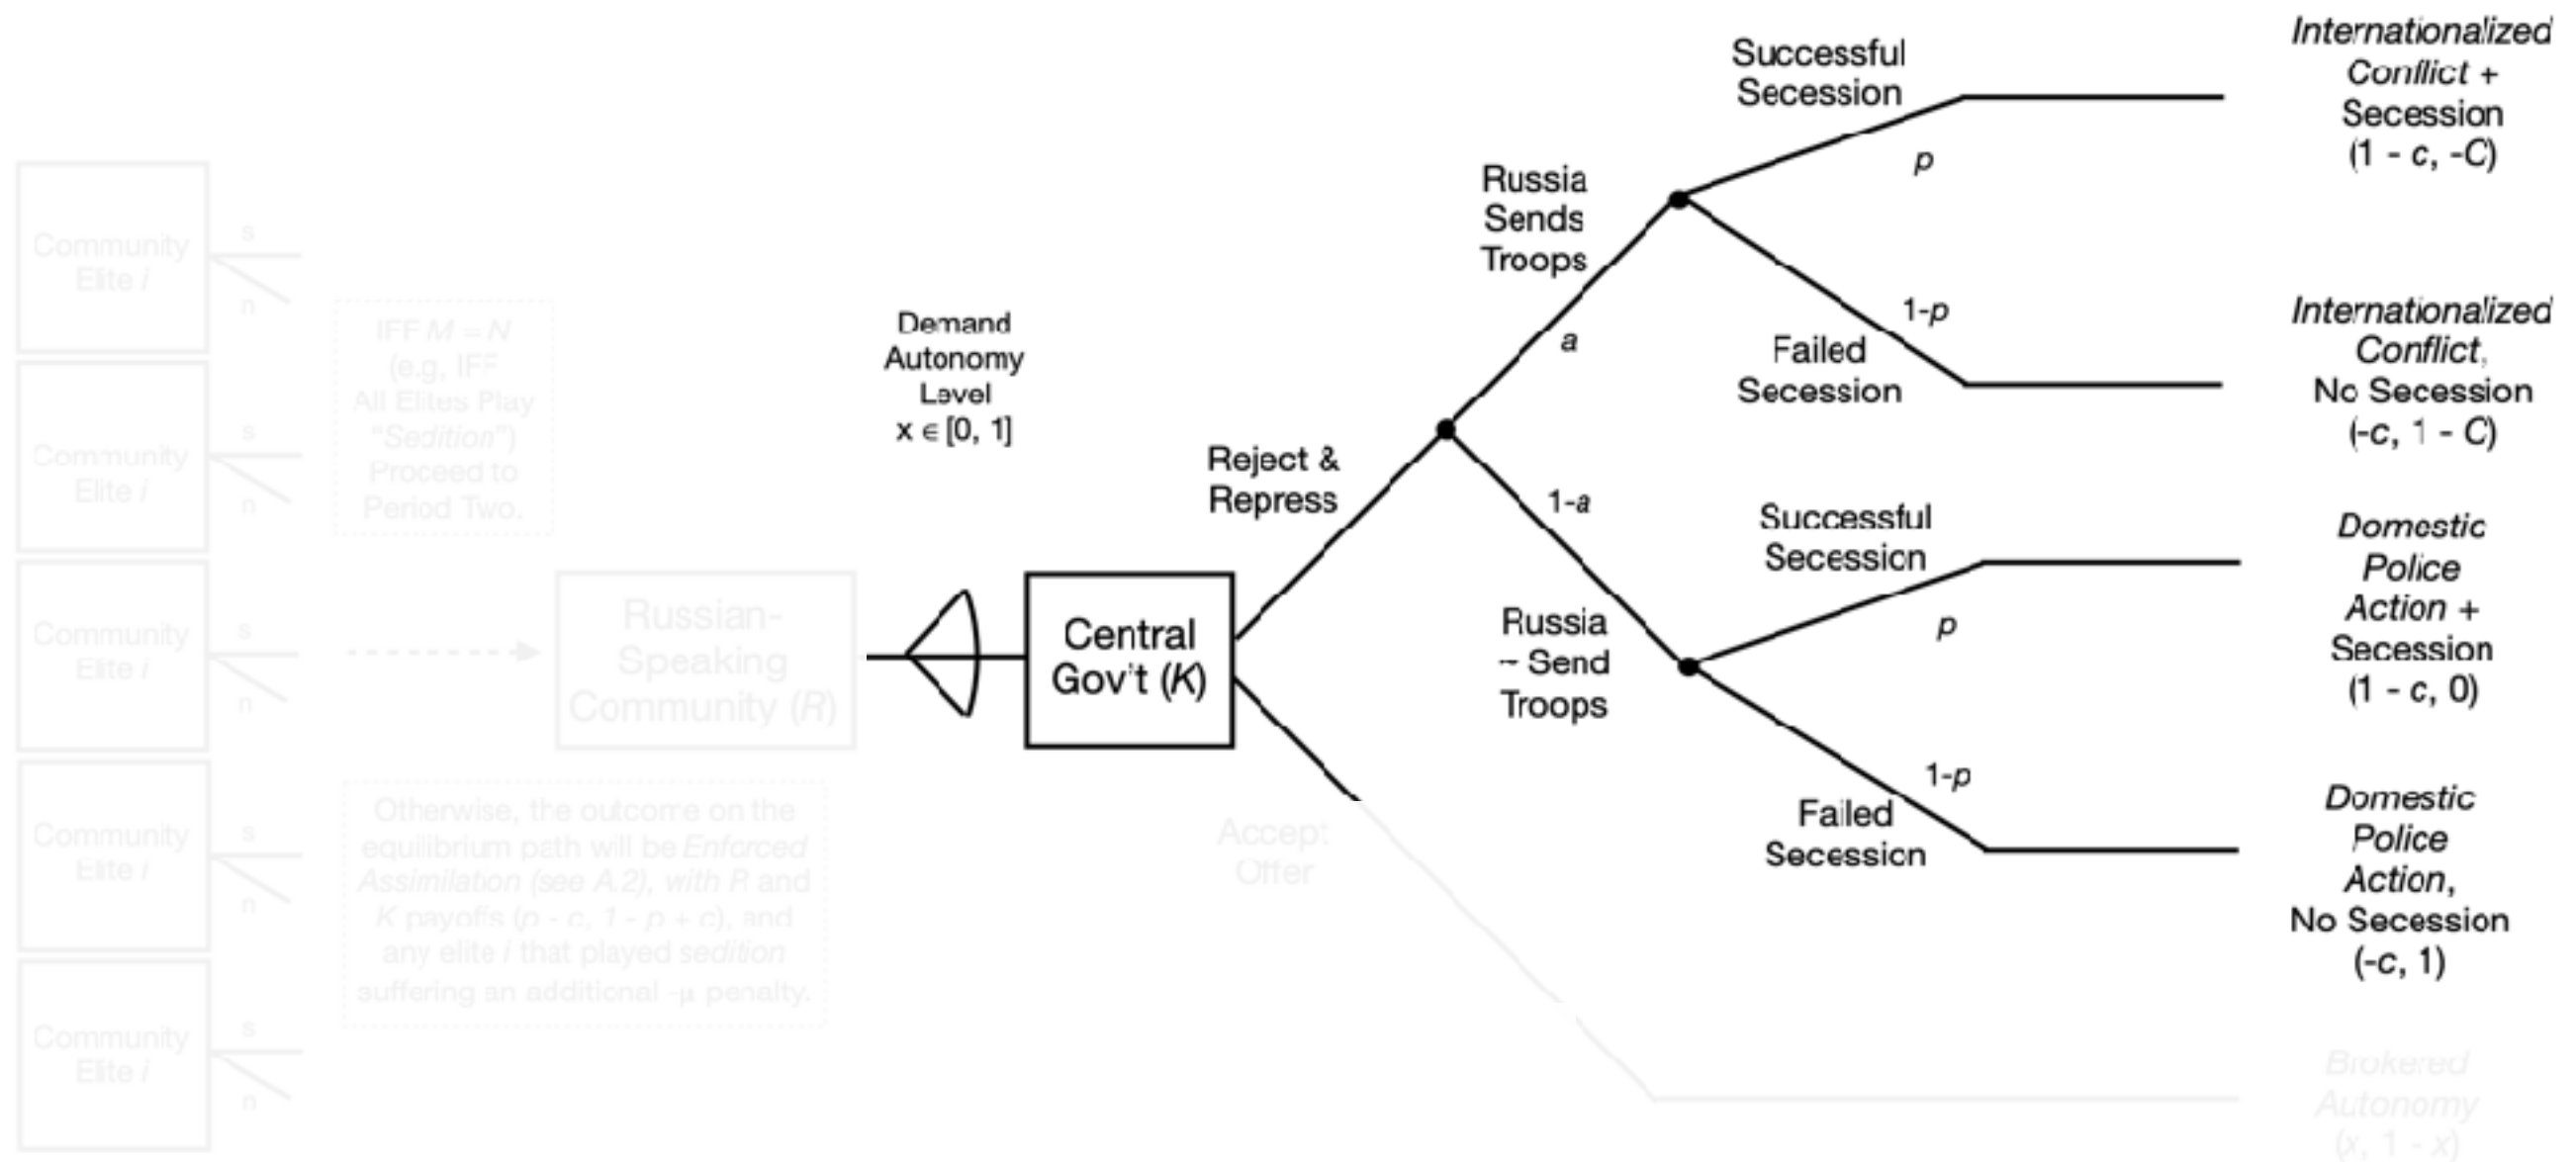 Community
Elite i
s
n
Community
Elite i
s
n
Community
Elite i
s
n
Community
Elite i
s
n
Community
Elite i
s
n
IFF M = N
(e.g, IFF
All Elites Play
“Sedition”)
Proceed to
Period Two.
Otherwise, the outcome on the
equilibrium path will be Enforced
Assimilation (see A.2), with R and
K payoffs (p - c, 1 - p + c), and
any elite i that played sedition
suffering an additional -μ penalty.
Russian-
Speaking
Community (R)
Demand
Autonomy
Level
x ∈ [0, 1]
Central
Gov't (K)
Reject &
Repress
Accept
Offer
Russia
Sends
Troops
a
1-a
Russia
~ Send
Troops
Successful
Secession
p
1-p
Failed
Secession
Successful
Secession
p
1-p
Failed
Secession
Internationalized
Conflict +
Secession
(1 - c, -C)
Internationalized
Conflict,
No Secession
(-c, 1 - C)
Domestic
Police
Action +
Secession
(1 - c, 0)
Domestic
Police
Action,
No Secession
(-c, 1)
Brokered
Autonomy
(x, 1 - x)